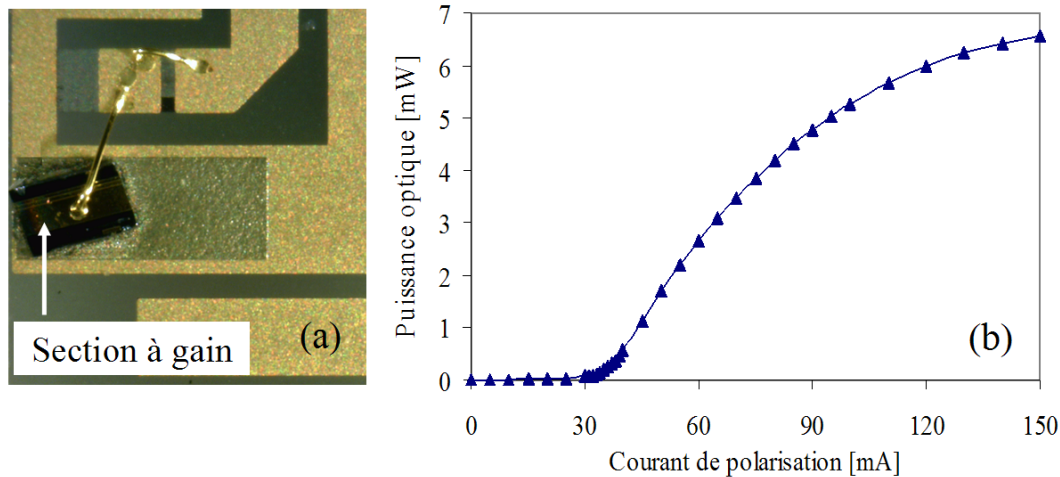 Section à gain
(a)
Puissance optique [mW]
7
6
5
4
3
2
1
0
(b)
0 30 60 90 120 150
Courant de polarisation [mA]